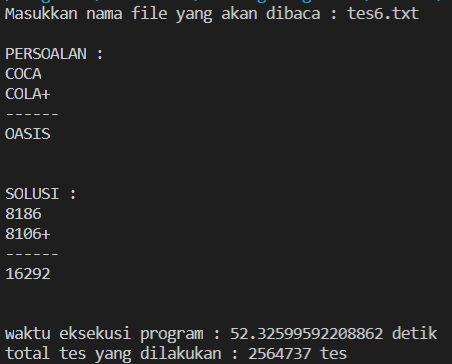 Masukkan nama file yang akan dibaca : tes6.txt
PERSOALAN :
COCA
COLA+
------
OASIS
SOLUSI :
8186
8106+
------
16292
waktu eksekusi program : 52.32599592208862 detik
total tes yang dilakukan : 2564737 tes